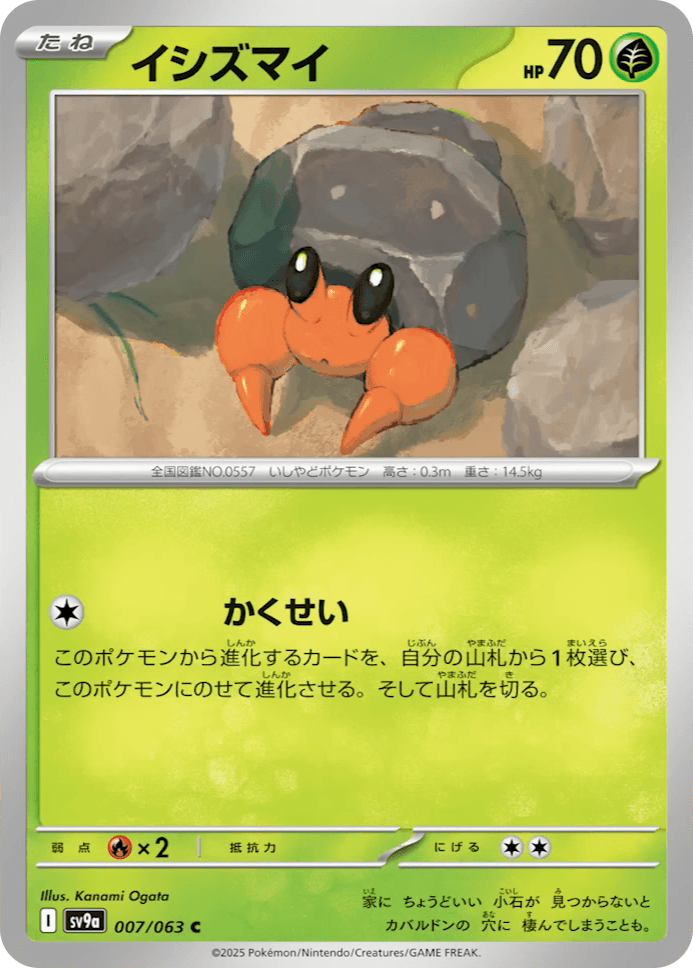 たね
イシズマイ
HP70
全国図鑑NO.0557 いしやどポケモン 高さ:0.3m 重さ:14.5kg
かくせい
このポケモンから進化するカードを、自分の山札から1枚選び、
このポケモンにのせて進化させる。そして山札を切る。
弱点 ×2 抵抗力 にげる
Illus. Kanami Ogata
家に ちょうどいい 小石が 見つからないと
カバルドンの 穴に 棲んでしまうことも。
I sv9a 007/063 C
©2025 Pokémon/Nintendo/Creatures/GAME FREAK.